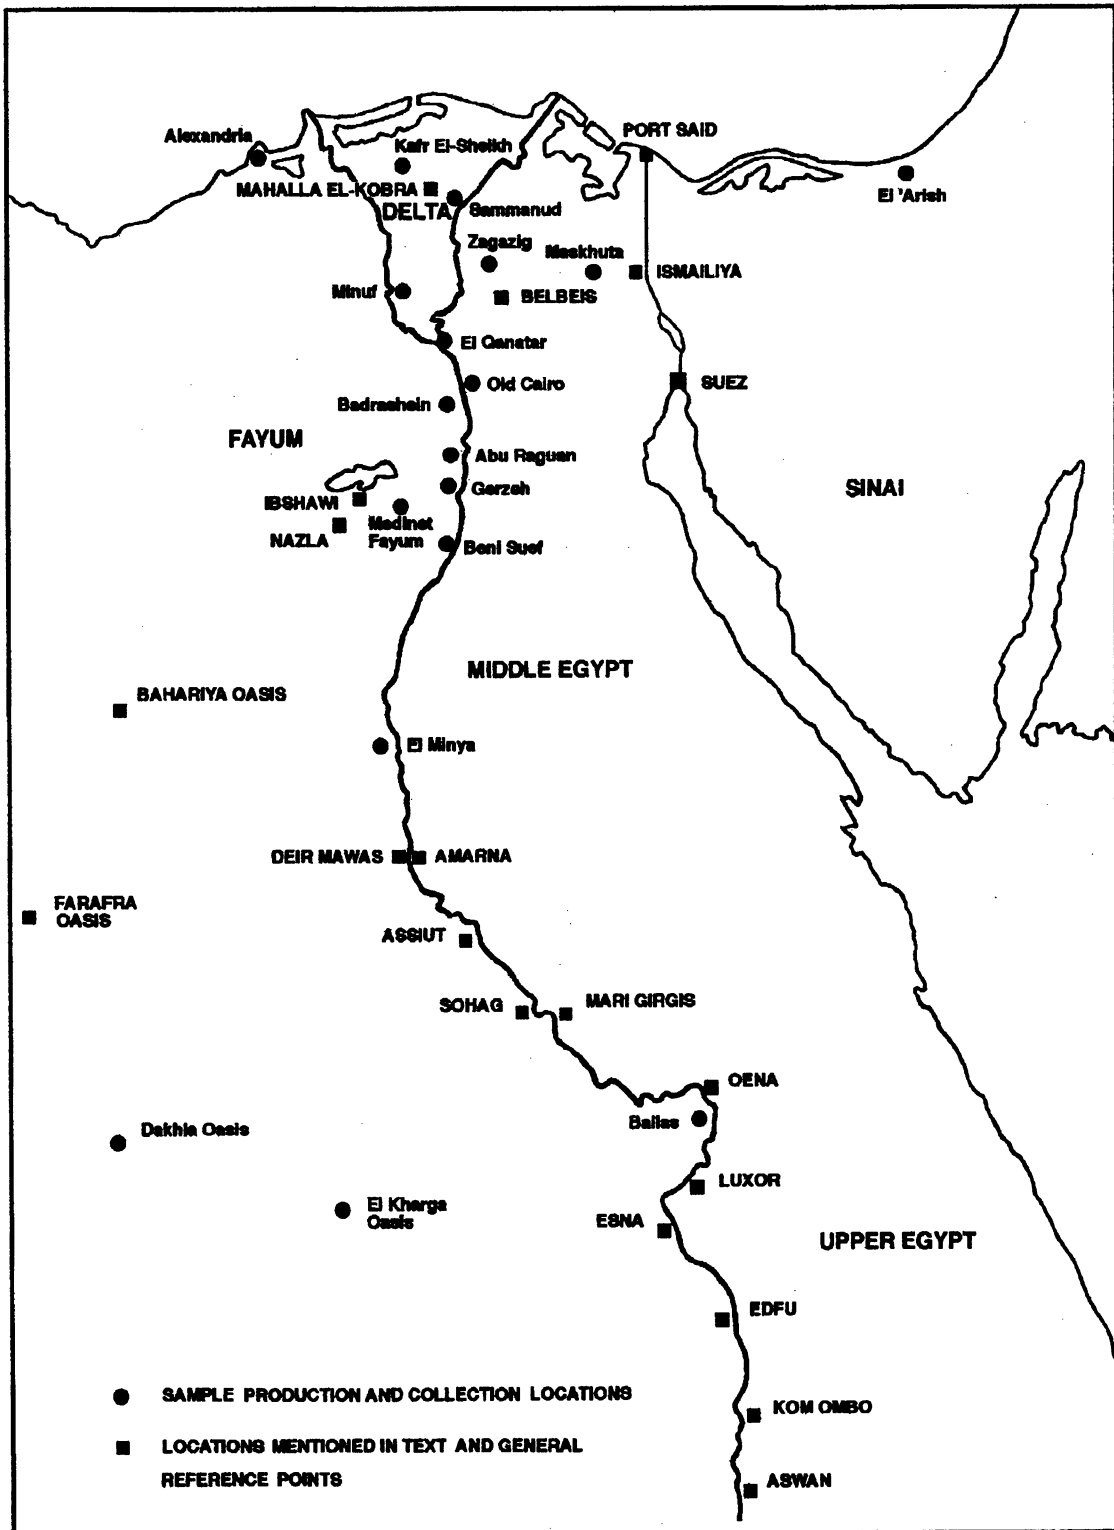 Alexandria
Kafr El-Sheikh
PORT SAID
MAHALLA EL-KOBRA
El 'Arish
DELTA
Sammanud
Zagazig
Maskhuta
ISMAILIYA
Minuf
BELBEIS
El Qanatar
Old Cairo
SUEZ
Badrashein
FAYUM
Abu Raguan
SINAI
Gerzeh
IBSHAWI
Medinet
Fayum
NAZLA
Beni Suef
MIDDLE EGYPT
BAHARIYA OASIS
El Minya
DEIR MAWAS
AMARNA
FARAFRA
OASIS
ASSIUT
SOHAG
MARI GIRGIS
OENA
Ballas
Dakhla Oasis
LUXOR
El Kharga
Oasis
ESNA
UPPER EGYPT
EDFU
SAMPLE PRODUCTION AND COLLECTION LOCATIONS
KOM OMBO
LOCATIONS MENTIONED IN TEXT AND GENERAL
REFERENCE POINTS
ASWAN